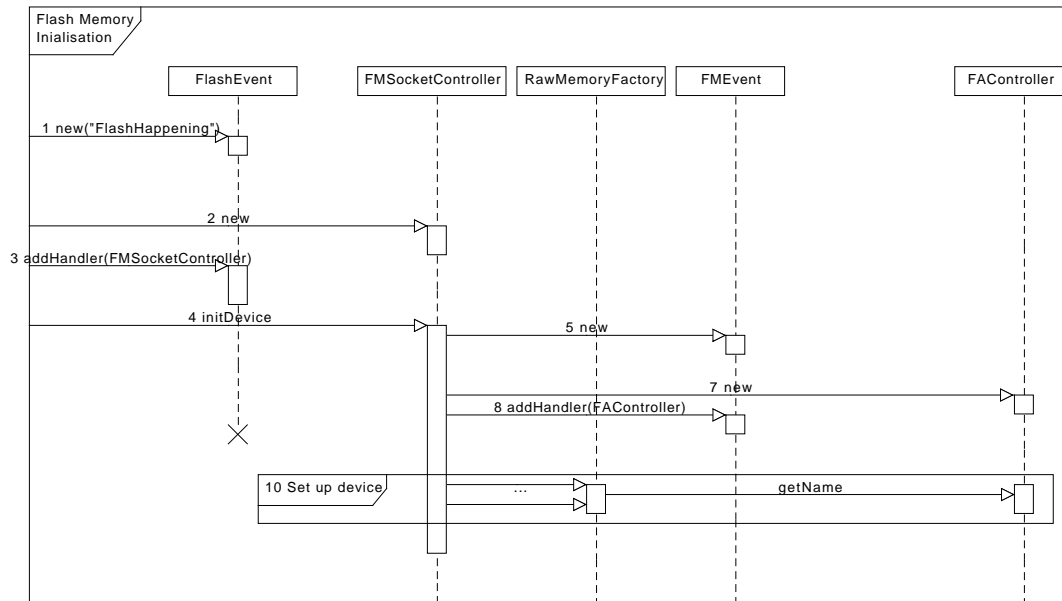 Flash Memory
Inialisation
FlashEvent
FMSocketController
RawMemoryFactory
FMEvent
FAController
1 new("FlashHappening")
2 new
3 addHandler(FMSocketController)
4 initDevice
5 new
7 new
8 addHandler(FAController)
10 Set up device
...
getName